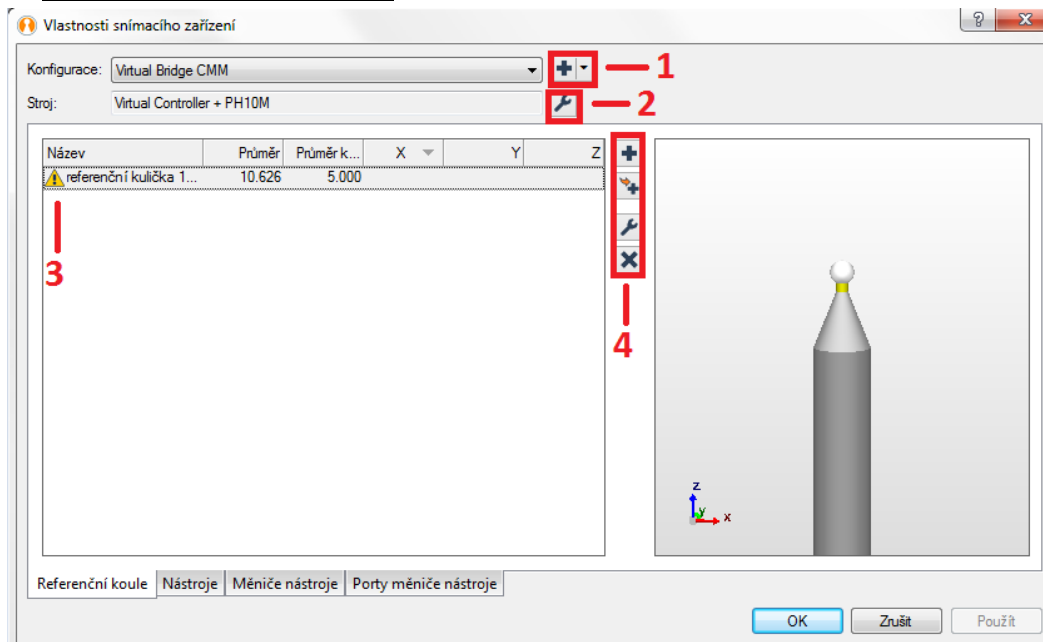 Vlastnosti snímacího zařízení
Konfigurace: Virtual Bridge CMM
1
Stroj: Virtual Controller + PH10M
2
Název Průměr Průměr k... X Y Z
referenční kulička 1... 10.626 5.000
3
4
z
y
x
Referenční koule Nástroje Měniče nástroje Porty měniče nástroje
OK Zrušit Použít